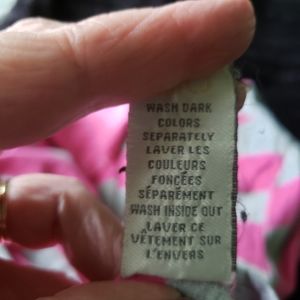 WASH DARK
COLORS
SEPARATELY
LAVER LES
COULEURS
FONCÉES
SÉPARÉMENT
WASH INSIDE OUT
LAVER CE
VÊTEMENT SUR
L'ENVERS